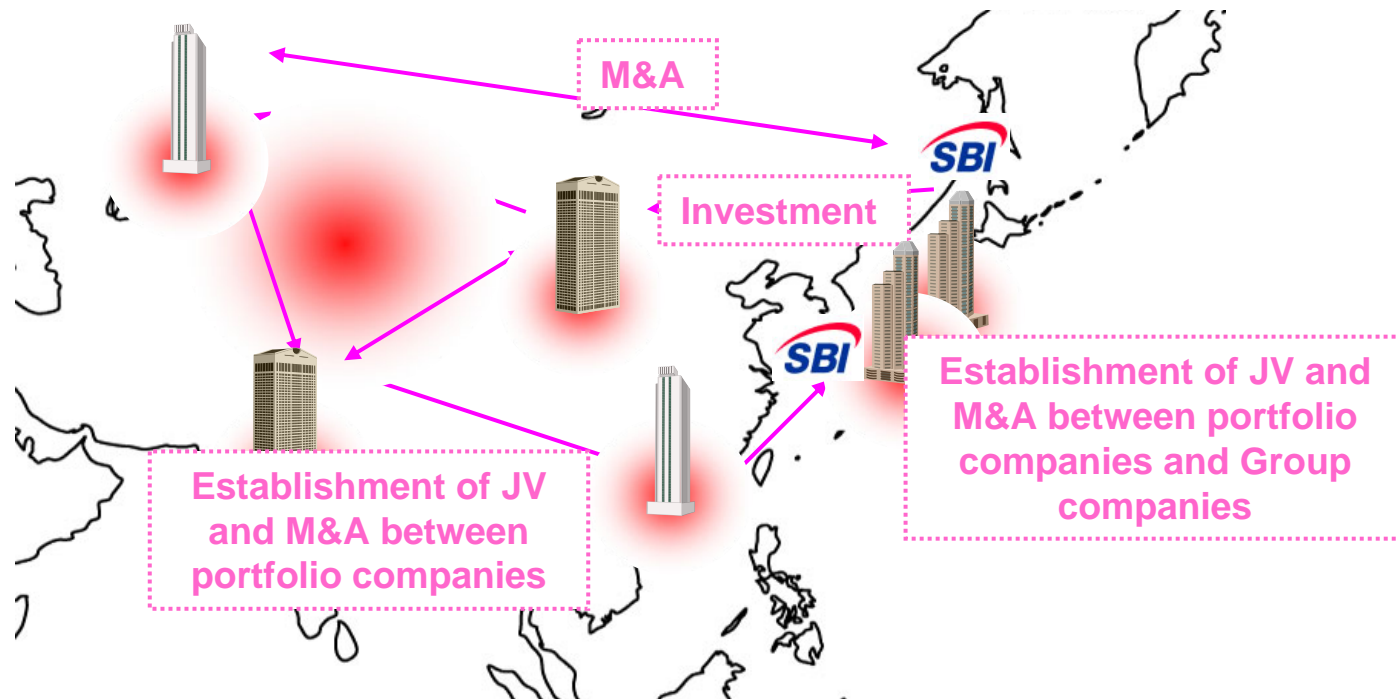 M&A
SBI
Investment
SBI
Establishment of JV and
M&A between portfolio
companies and Group
companies
Establishment of JV
and M&A between
portfolio companies